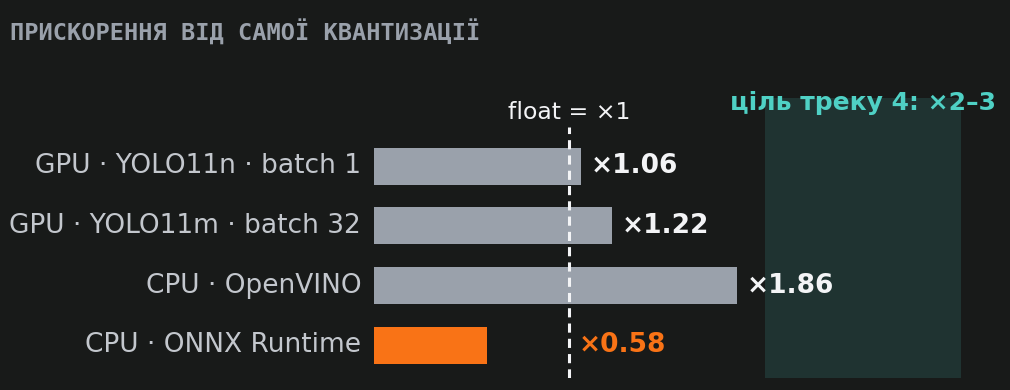 ПРИСКОРЕННЯ ВІД САМОЇ КВАНТИЗАЦІЇ
ціль треку 4: ×2–3
float = ×1
GPU · YOLO11n · batch 1 ×1.06
GPU · YOLO11m · batch 32 ×1.22
CPU · OpenVINO ×1.86
CPU · ONNX Runtime ×0.58